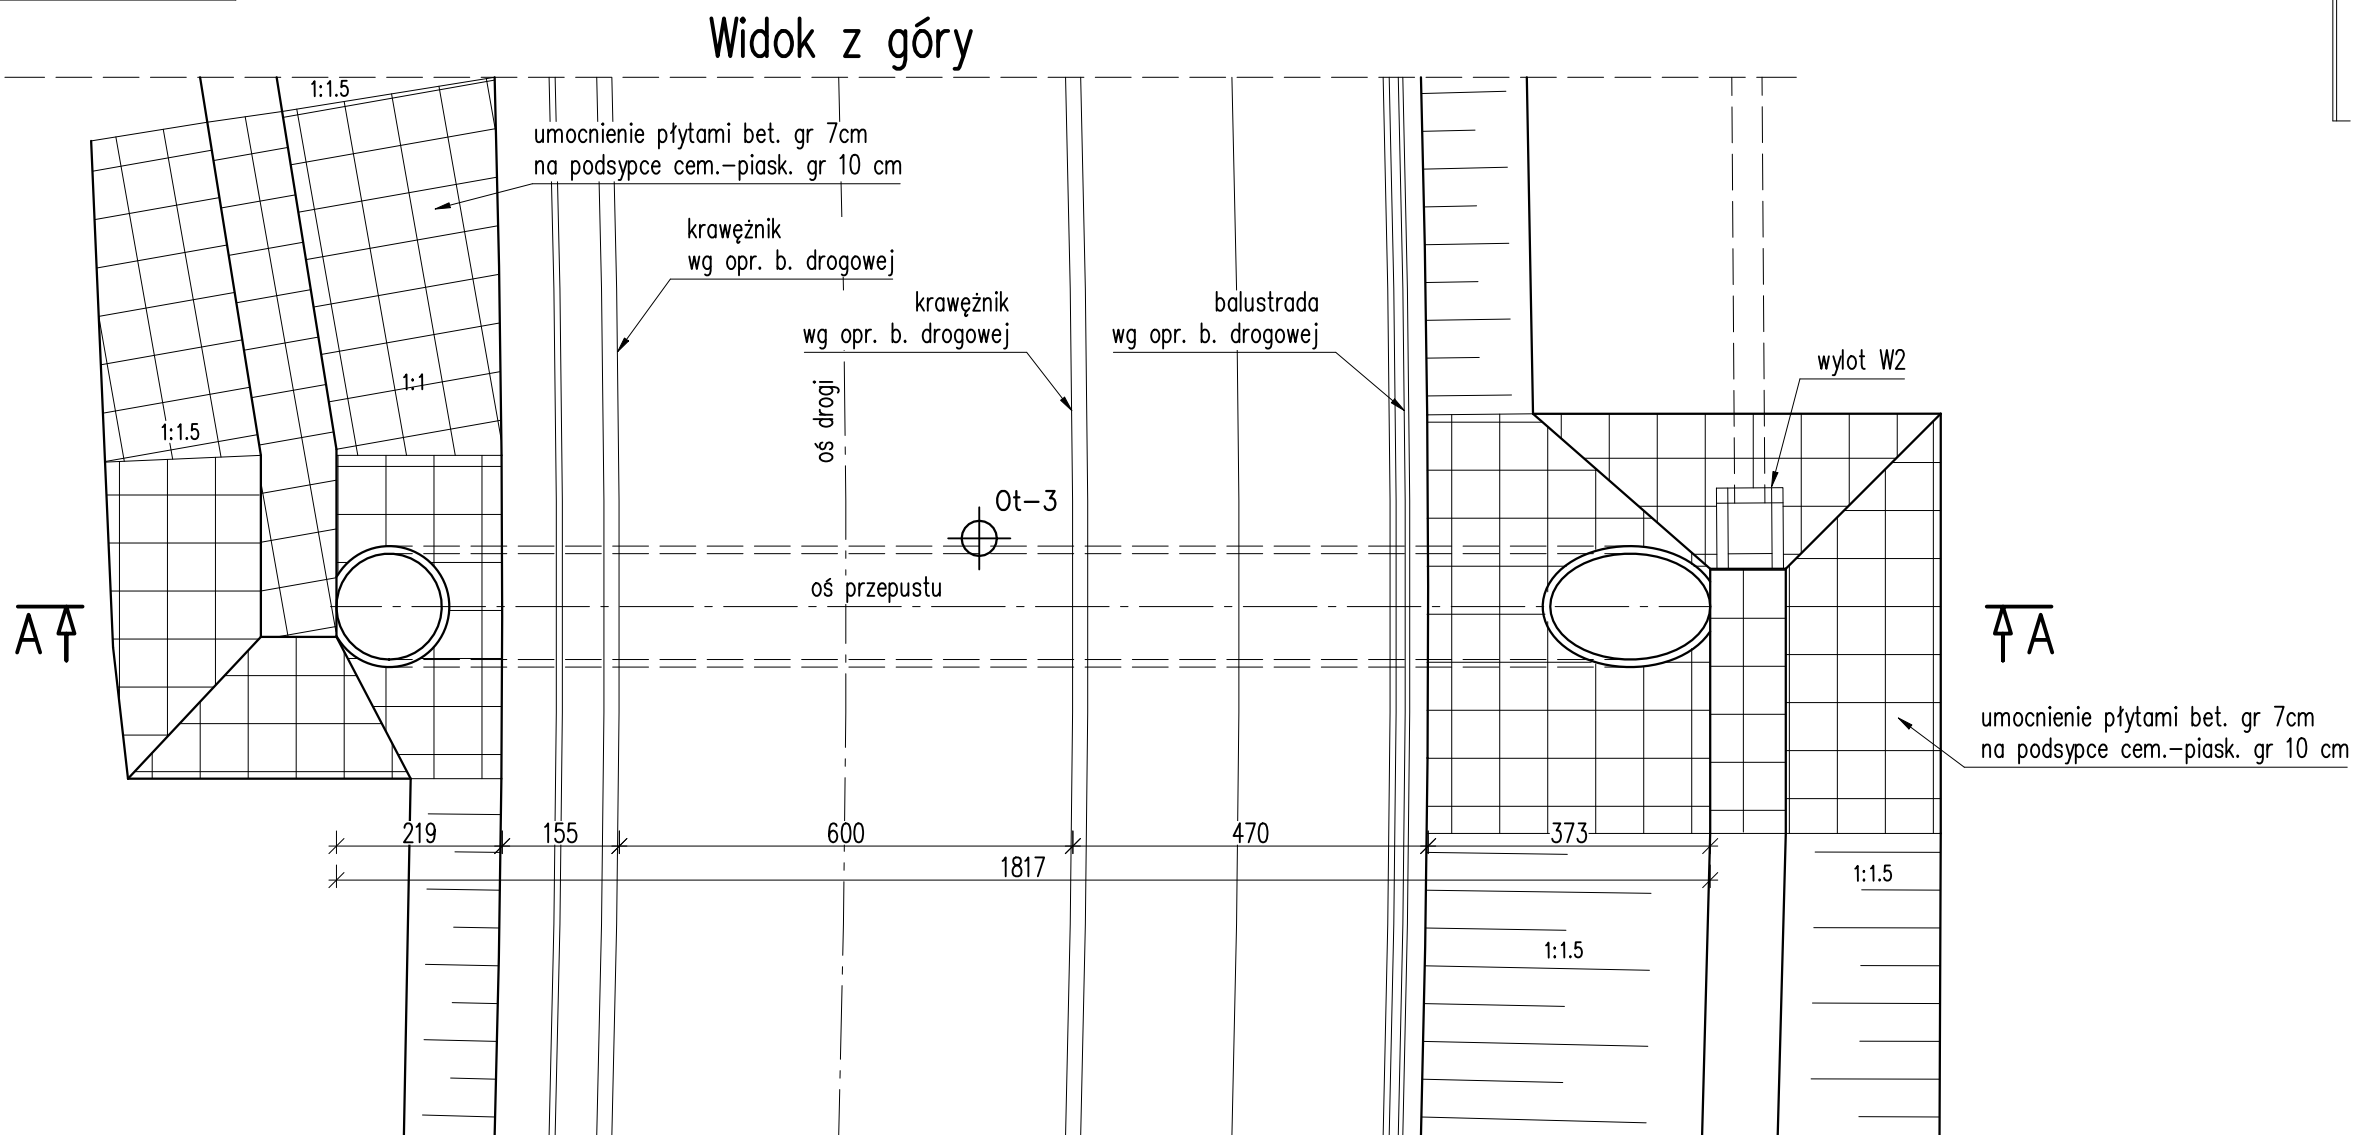 Widok z góry
1:1.5
umocnienie płytami bet. gr 7cm
na podsypce cem.-piask. gr 10 cm
krawężnik
wg opr. b. drogowej
krawężnik
wg opr. b. drogowej
balustrada
wg opr. b. drogowej
wylot W2
1:1
oś drogi
1:1.5
Ot-3
oś przepustu
A
A
umocnienie płytami bet. gr 7cm
na podsypce cem.-piask. gr 10 cm
219 155 600 470 373
1817
1:1.5
1:1.5